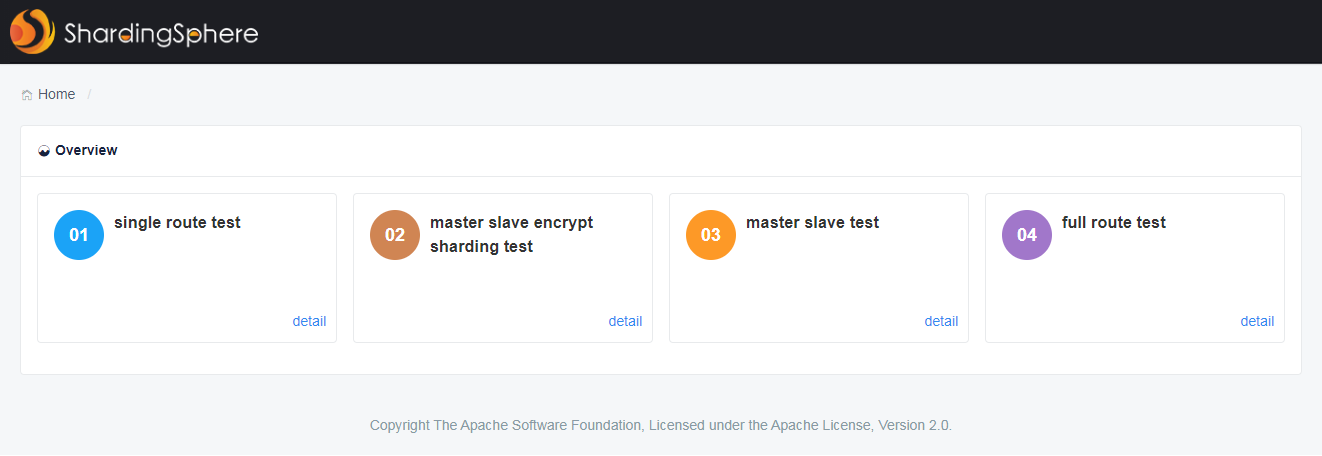 ShardingSphere
Home /
Overview
01 single route test
detail
02 master slave encrypt
sharding test
detail
03 master slave test
detail
04 full route test
detail
Copyright The Apache Software Foundation, Licensed under the Apache License, Version 2.0.